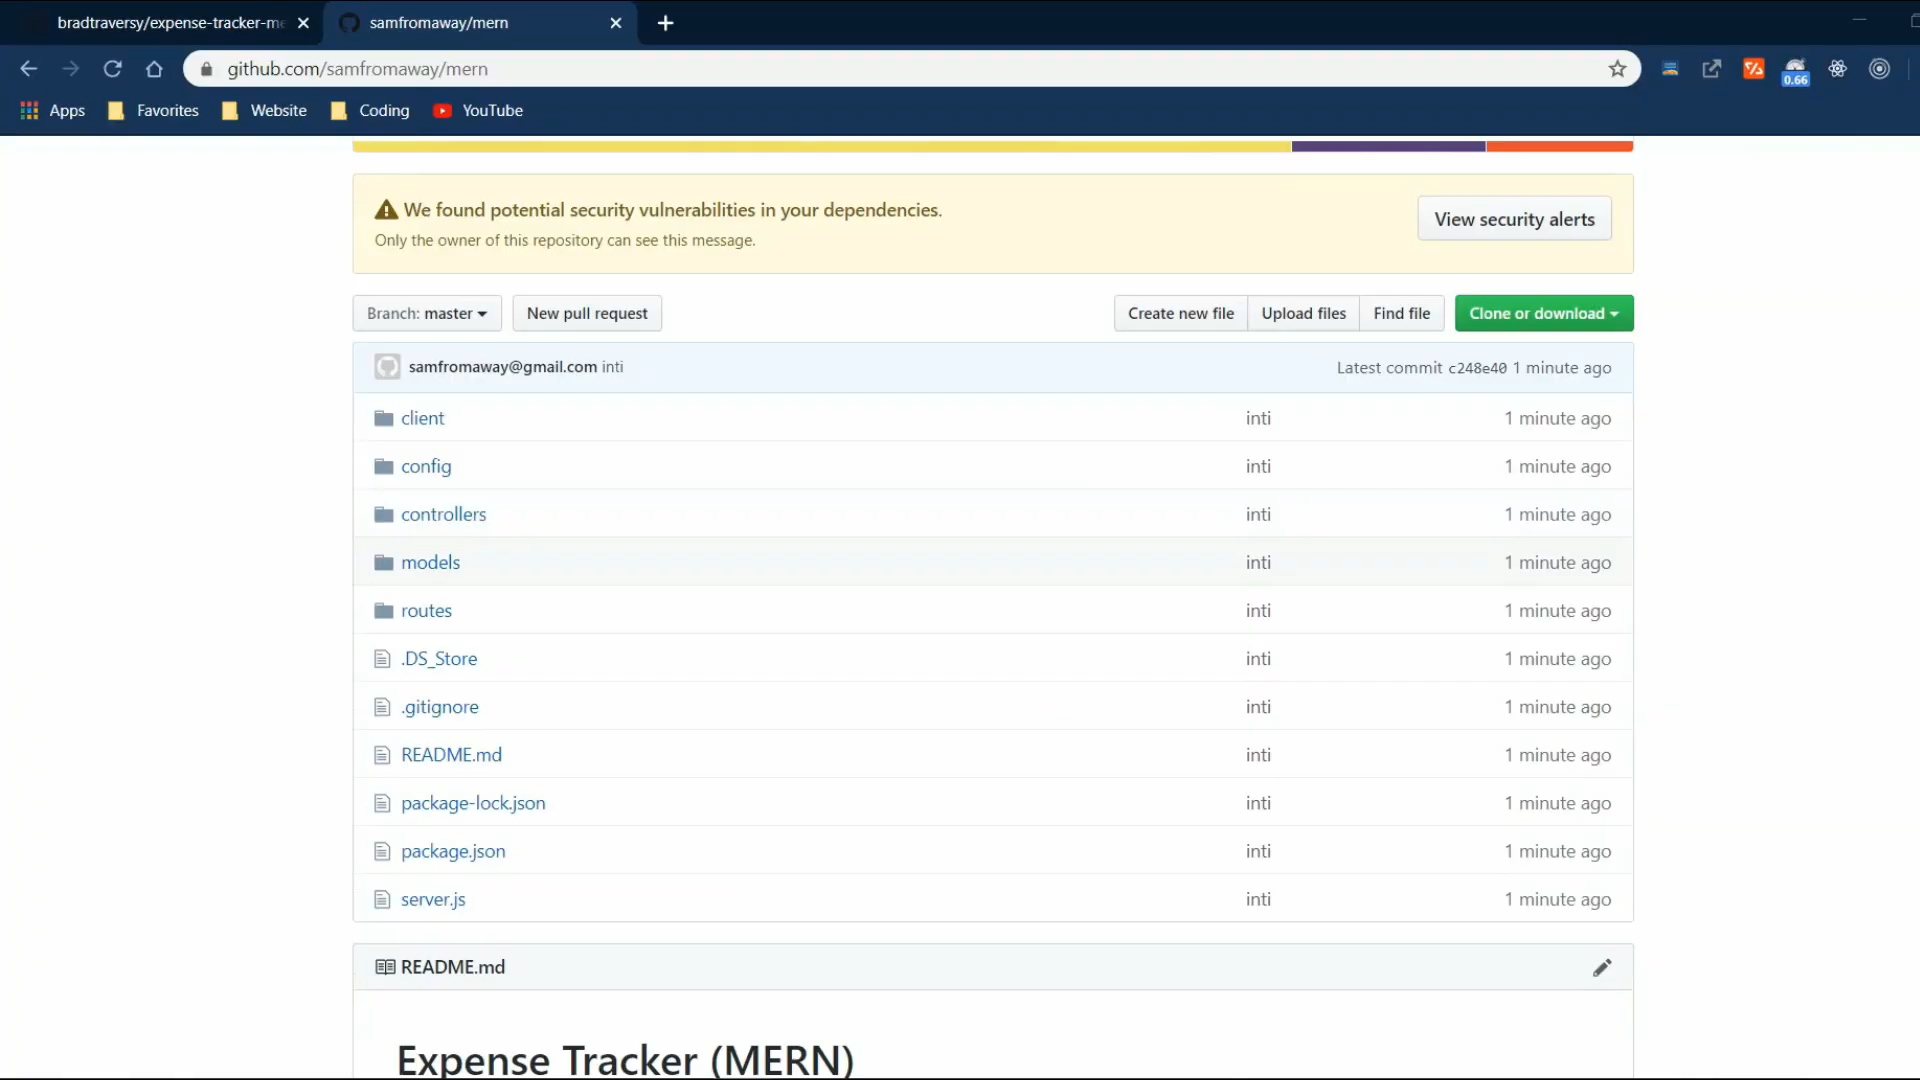 bradtraversy/expense-tracker-me
samfromaway/mern
github.com/samfromaway/mern
0.66
Apps
Favorites
Website
Coding
YouTube
We found potential security vulnerabilities in your dependencies.
Only the owner of this repository can see this message.
View security alerts
Branch: master
New pull request
Create new file
Upload files
Find file
Clone or download
samfromaway@gmail.com inti
Latest commit c248e40 1 minute ago
client inti 1 minute ago
config inti 1 minute ago
controllers inti 1 minute ago
models inti 1 minute ago
routes inti 1 minute ago
.DS_Store inti 1 minute ago
.gitignore inti 1 minute ago
README.md inti 1 minute ago
package-lock.json inti 1 minute ago
package.json inti 1 minute ago
server.js inti 1 minute ago
README.md
Expense Tracker (MERN)